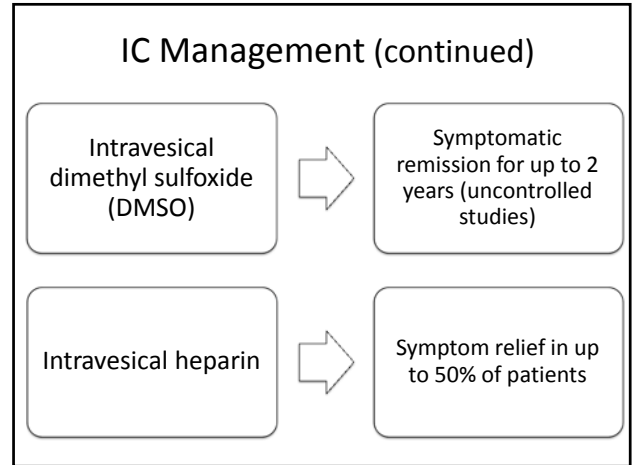 IC Management (continued)
Intravesical
dimethyl sulfoxide
(DMSO)
Symptomatic
remission for up to 2
years (uncontrolled
studies)
Intravesical heparin
Symptom relief in up
to 50% of patients